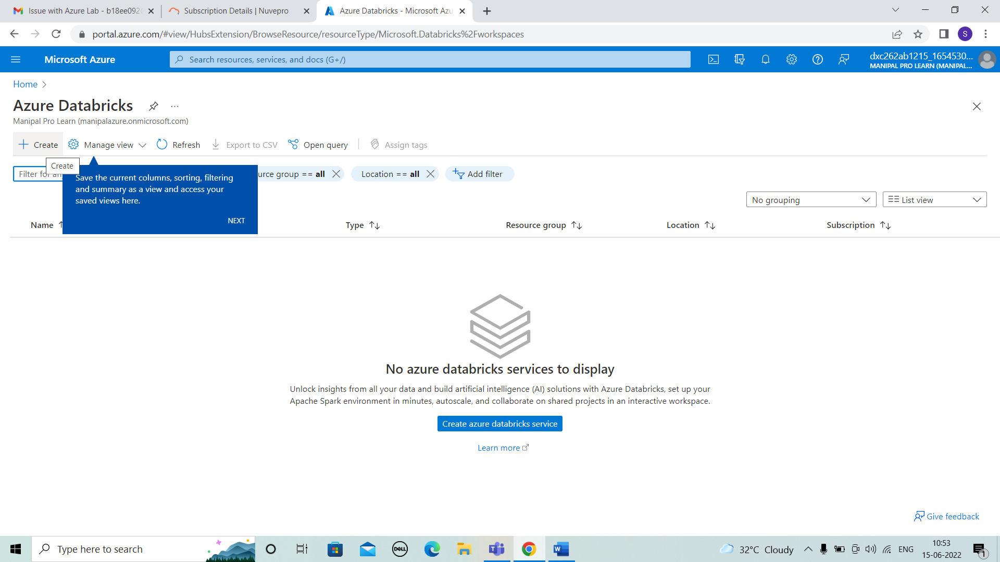 Issue with Azure Lab - b18ee092
Subscription Details | Nuvepro
Azure Databricks - Microsoft Azu
portal.azure.com/#view/HubsExtension/BrowseResource/resourceType/Microsoft.Databricks%2Fworkspaces
S
Microsoft Azure
Search resources, services, and docs (G+/)
dxc262ab1215_1654530...
MANIPAL PRO LEARN (MANIPAL...
Home
Azure Databricks
Manipal Pro Learn (manipalazure.onmicrosoft.com)
Create
Manage view
Refresh
Export to CSV
Open query
Assign tags
Create
Filter for an
urce group == all
Location == all
Add filter
Save the current columns, sorting, filtering
and summary as a view and access your
saved views here.
NEXT
No grouping
List view
Name
Type
Resource group
Location
Subscription
No azure databricks services to display
Unlock insights from all your data and build artificial intelligence (AI) solutions with Azure Databricks, set up your
Apache Spark environment in minutes, autoscale, and collaborate on shared projects in an interactive workspace.
Create azure databricks service
Learn more
Give feedback
Type here to search
DELL
32°C Cloudy
ENG
10:53
15-06-2022
1